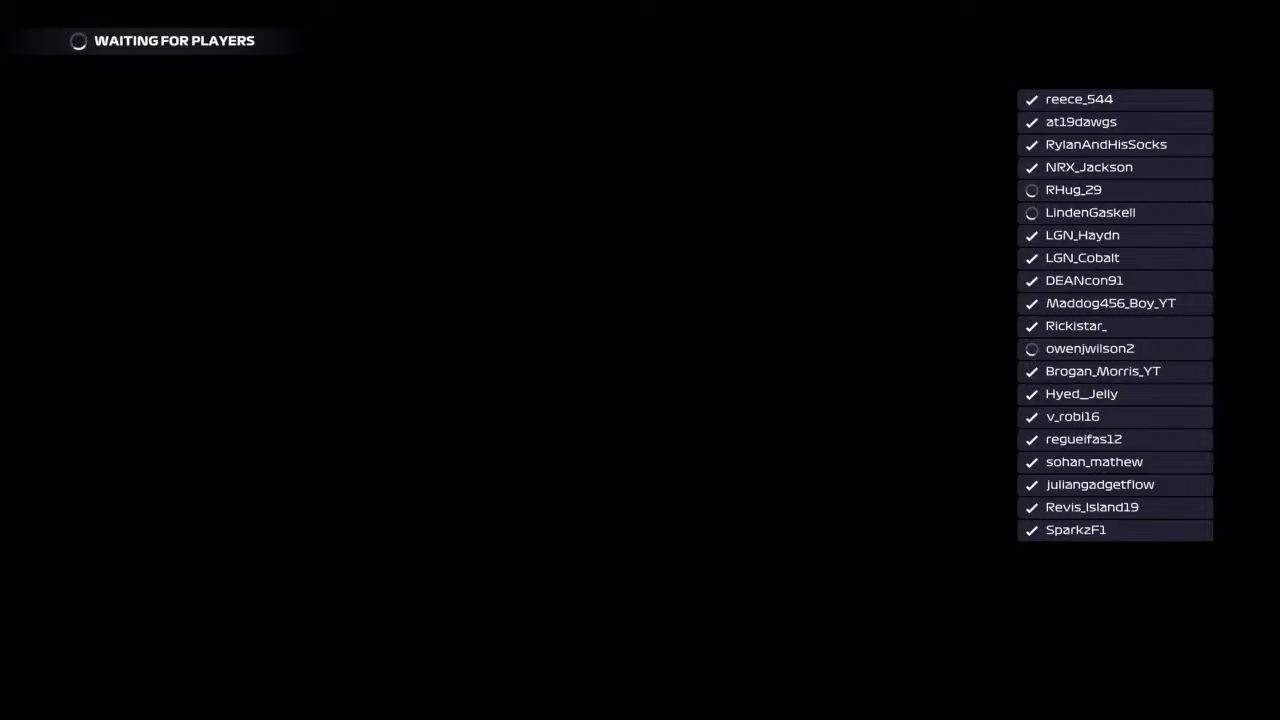 WAITING FOR PLAYERS
reece_544
at19dawgs
RylanAndHisSocks
NRX_Jackson
RHug_29
LindenGaskell
LGN_Haydn
LGN_Cobalt
DEANcon91
Maddog456_Boy_YT
Rickistar_
owenjwilson2
Brogan_Morris_YT
Hyed__Jelly
v_robi16
regueifas12
sohan_mathew
juliangadgetflow
Revis_Island19
SparkzF1